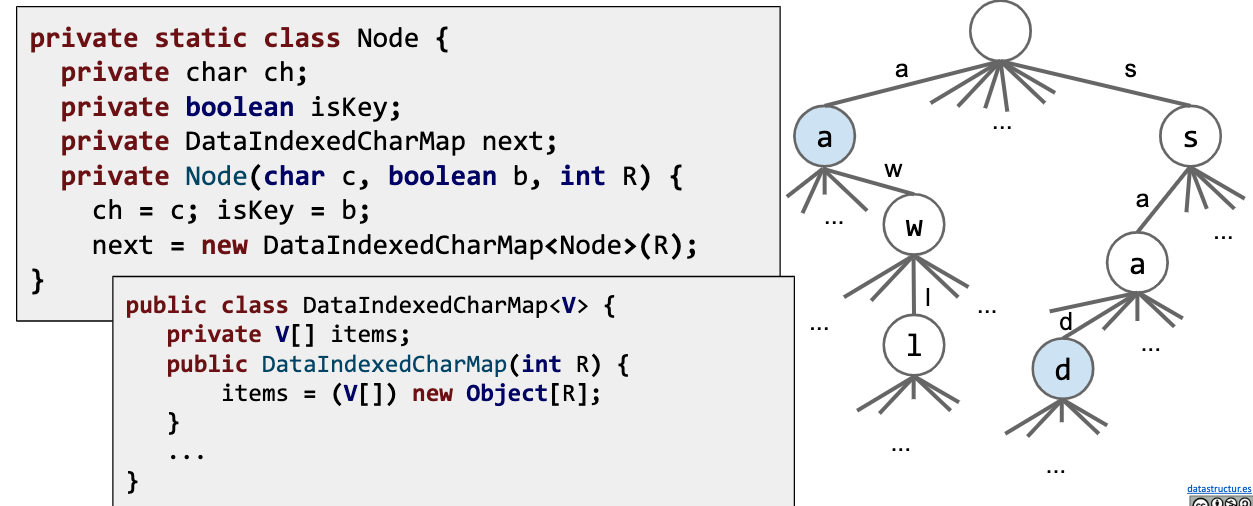 private static class Node {
  private char ch;
  private boolean isKey;
  private DataIndexedCharMap next;
  private Node(char c, boolean b, int R) {
    ch = c; isKey = b;
    next = new DataIndexedCharMap<Node>(R);
}
public class DataIndexedCharMap<V> {
   private V[] items;
   public DataIndexedCharMap(int R) {
       items = (V[]) new Object[R];
   }
   ...
}
a
s
...
a
s
w
...
a
...
w
a
l
...
...
d
l
...
d
...
...
datastructur.es